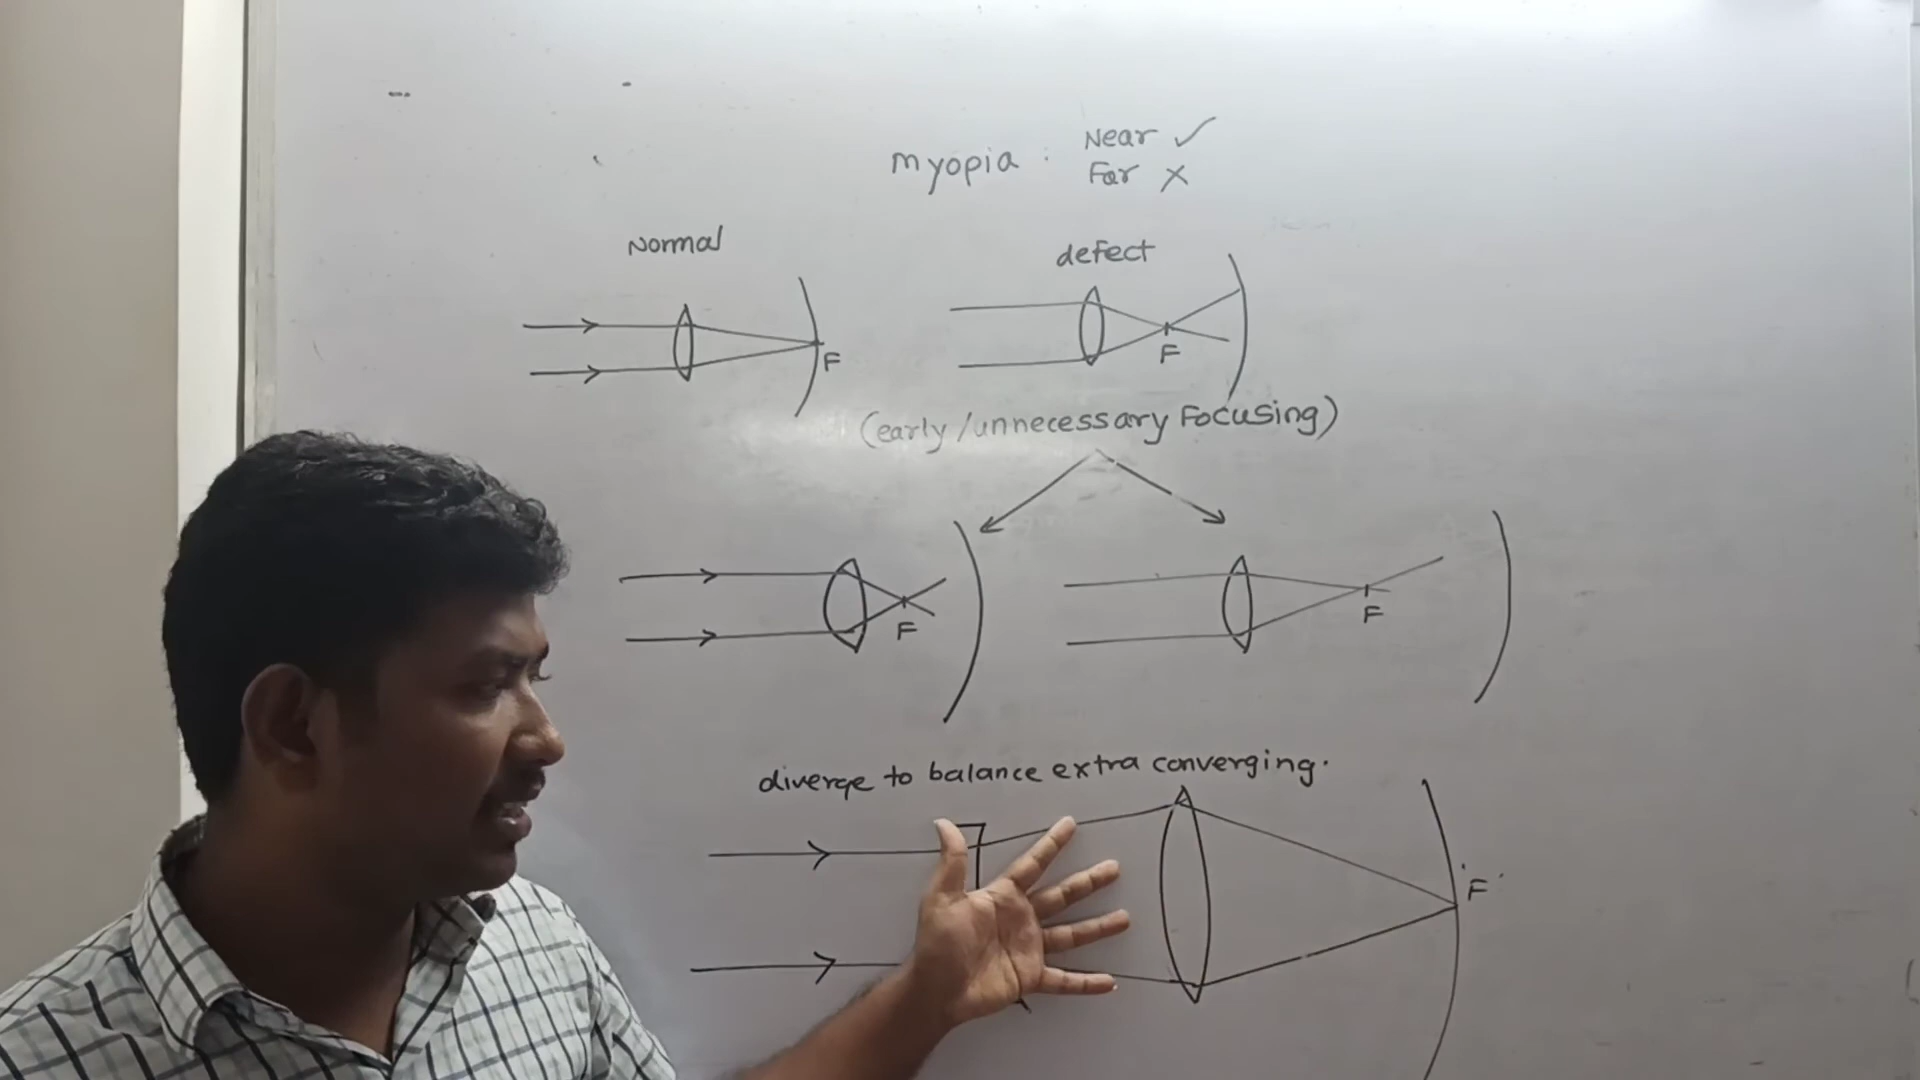 myopia : Near ✓
Far ×
Normal
defect
F
F
(early/unnecessary Focusing)
F
F
diverge to balance extra converging.
F